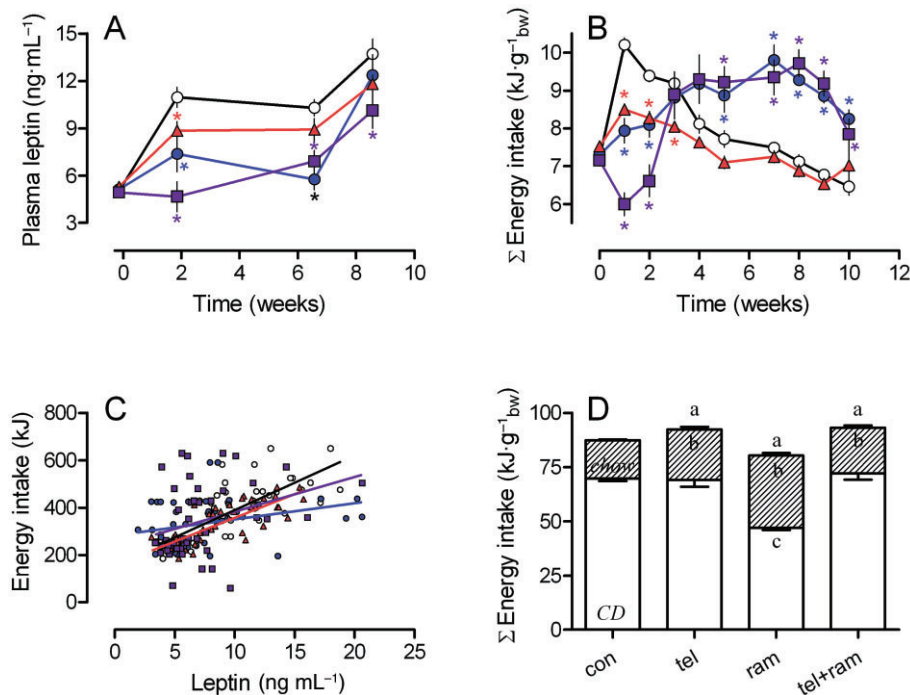 A
Plasma leptin (ng·mL⁻¹)
15
12
9
6
3
*
*
*
*
*
*
0 2 4 6 8 10
Time (weeks)
B
Σ Energy intake (kJ·g⁻¹bw)
10
9
8
7
6
* * * * * * * * * * * * * * * * * *
0 2 4 6 8 10 12
Time (weeks)
C
Energy intake (kJ)
800
600
400
200
0
0 5 10 15 20 25
Leptin (ng mL⁻¹)
D
Σ Energy intake (kJ·g⁻¹bw)
100
75
50
25
0
a a a
b b b
chow
c
CD
con tel ram tel+ram